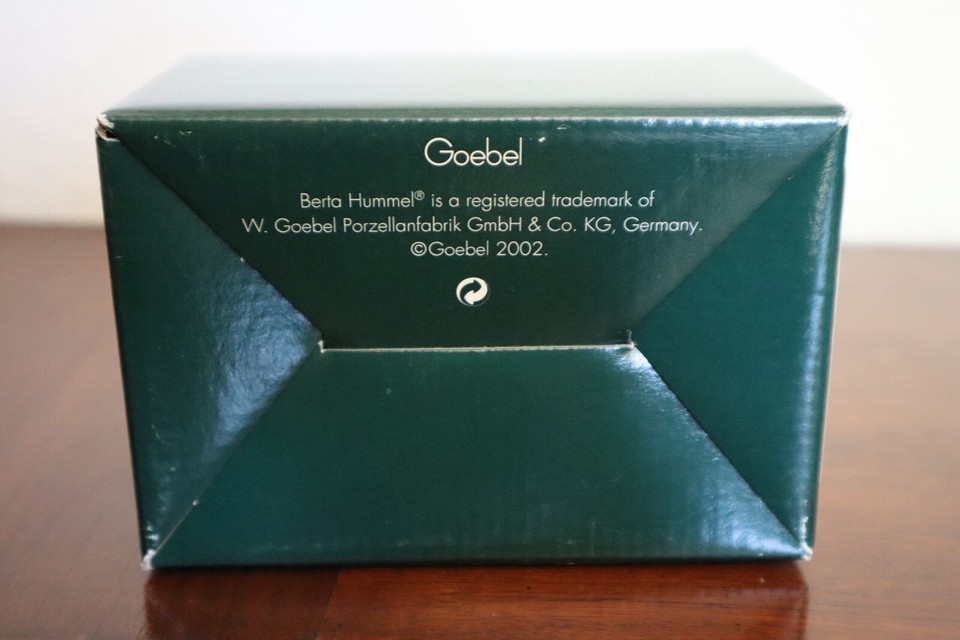 Goebel
Berta Hummel® is a registered trademark of
W. Goebel Porzellanfabrik GmbH & Co. KG, Germany.
©Goebel 2002.